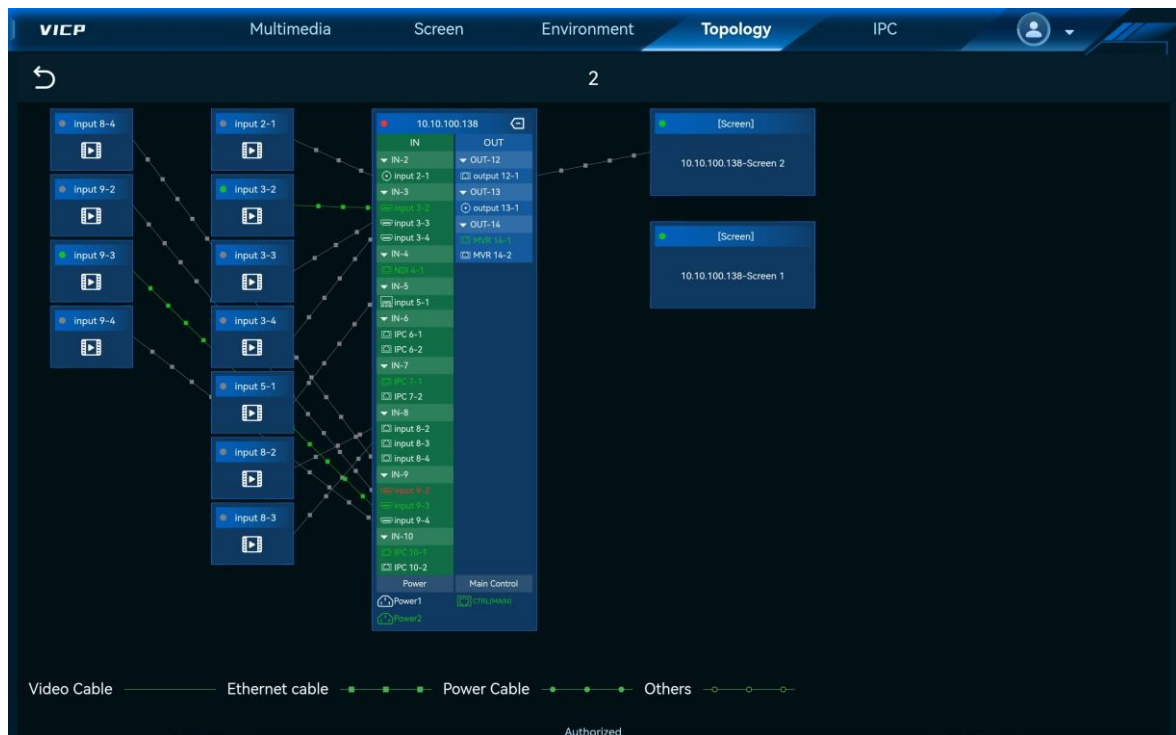 VICP
Multimedia
Screen
Environment
Topology
IPC
2
input 8-4
input 9-2
input 9-3
input 9-4
input 2-1
input 3-2
input 3-3
input 3-4
input 5-1
input 8-2
input 8-3
10.10.100.138
IN
IN-2
input 2-1
IN-3
input 3-2
input 3-3
input 3-4
IN-4
NDI 4-1
IN-5
input 5-1
IN-6
IPC 6-1
IPC 6-2
IN-7
IPC 7-1
IPC 7-2
IN-8
input 8-2
input 8-3
input 8-4
IN-9
input 9-2
input 9-3
input 9-4
IN-10
IPC 10-1
IPC 10-2
Power
Power1
Power2
OUT
OUT-12
output 12-1
OUT-13
output 13-1
OUT-14
MVR 14-1
MVR 14-2
Main Control
CTRL(MAIN)
[Screen]
10.10.100.138-Screen 2
[Screen]
10.10.100.138-Screen 1
Video Cable
Ethernet cable
Power Cable
Others
Authorized